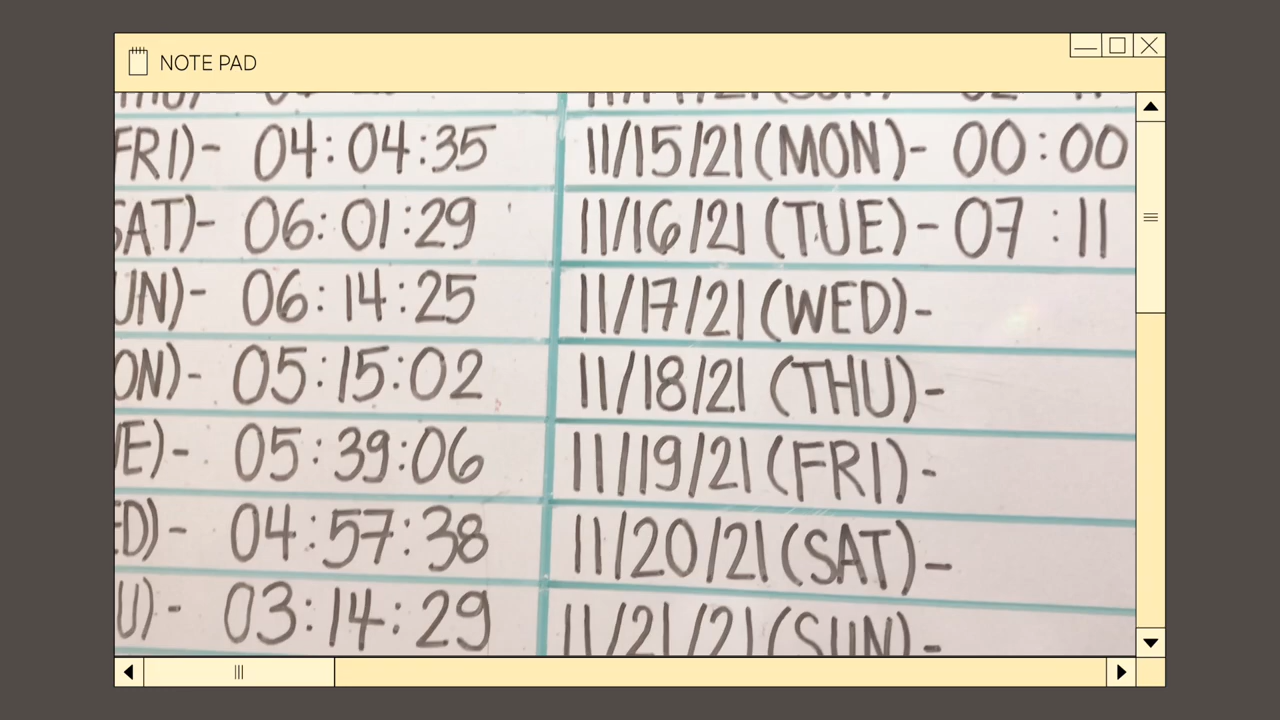 NOTE PAD
FRI)- 04:04:35
SAT)- 06:01:29
UN)- 06:14:25
ON)- 05:15:02
E)- 05:39:06
ED)- 04:57:38
U)- 03:14:29
11/15/21(MON)- 00:00
11/16/21 (TUE)- 07:11
11/17/21 (WED)-
11/18/21 (THU)-
11/19/21 (FRI)-
11/20/21 (SAT)-
11/21/21 (SUN)-